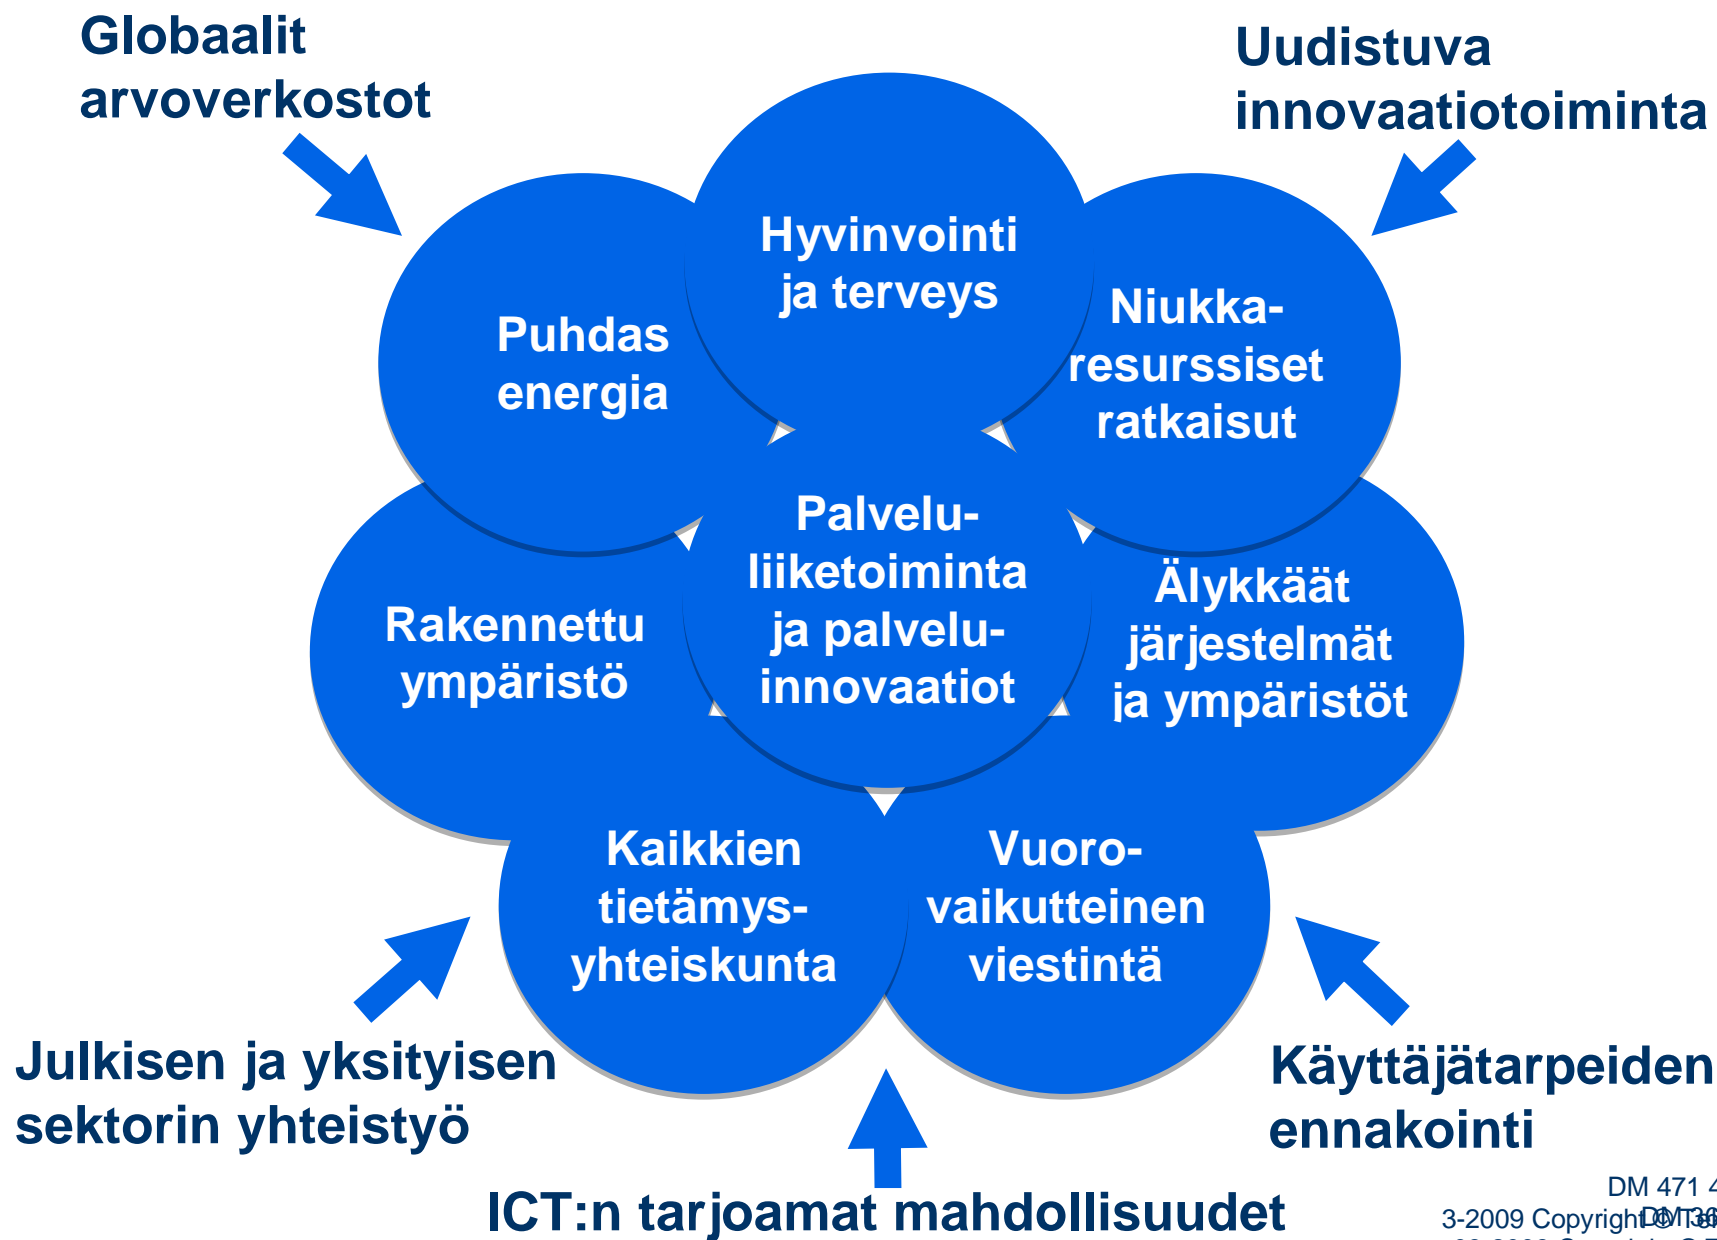 Globaalit
arvoverkostot
Uudistuva
innovaatiotoiminta
Hyvinvointi
ja terveys
Puhdas
energia
Niukka-
resurssiset
ratkaisut
Palvelu-
liiketoiminta
ja palvelu-
innovaatiot
Rakennettu
ympäristö
Älykkäät
järjestelmät
ja ympäristöt
Kaikkien
tietämys-
yhteiskunta
Vuoro-
vaikutteinen
viestintä
Julkisen ja yksityisen
sektorin yhteistyö
Käyttäjätarpeiden
ennakointi
ICT:n tarjoamat mahdollisuudet
DM 471 4
3-2009 Copyright ©